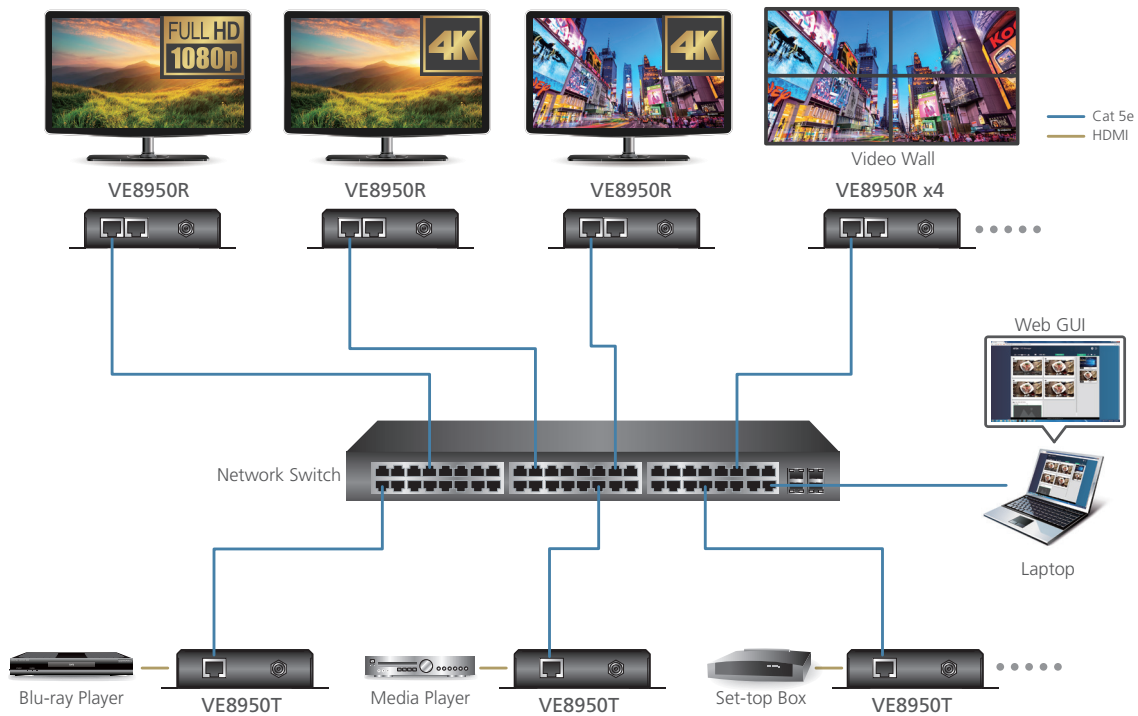 FULL HD
1080p
4K
4K
Video Wall
Cat 5e
HDMI
VE8950R
VE8950R
VE8950R
VE8950R x4
Web GUI
Network Switch
Laptop
Blu-ray Player
VE8950T
Media Player
VE8950T
Set-top Box
VE8950T